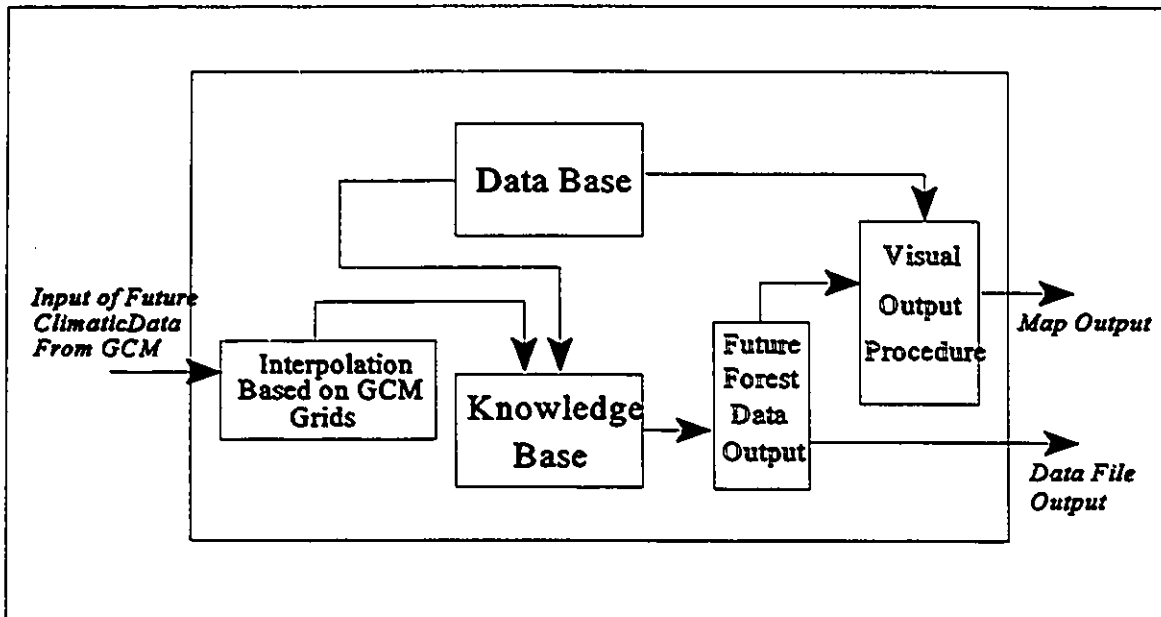 Data Base
Visual
Output
Procedure
Input of Future
ClimaticData
From GCM
Map Output
Interpolation
Based on GCM
Grids
Future
Forest
Data
Output
Knowledge
Base
Data File
Output